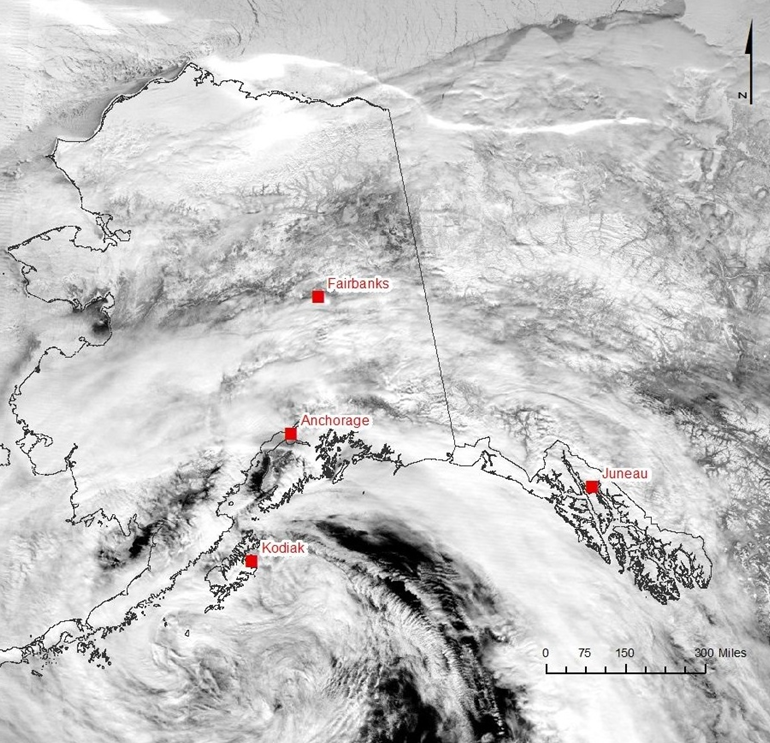 N
Fairbanks
Anchorage
Juneau
Kodiak
0 75 150 300 Miles